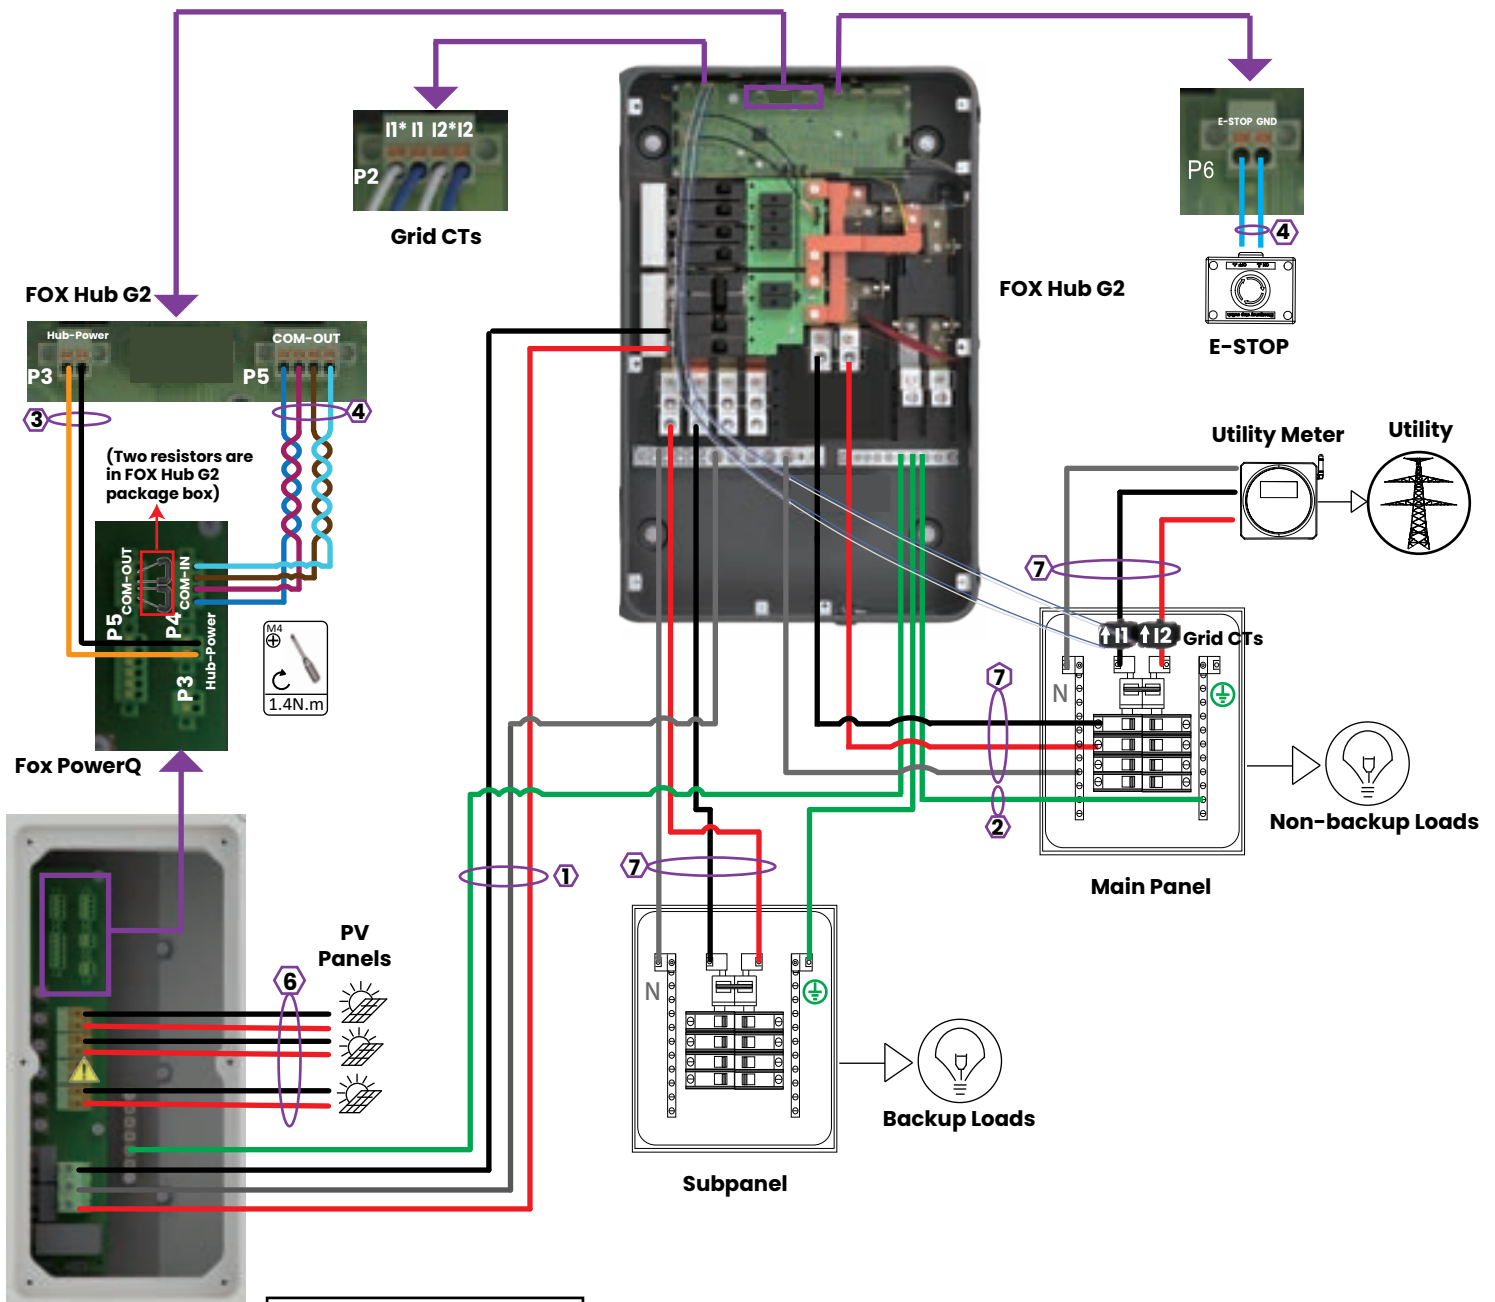 I1* I1 I2* I2
P2
Grid CTs
E-STOP GND
P6
4
E-STOP
FOX Hub G2
FOX Hub G2
Hub-Power
COM-OUT
P3
P5
3
4
(Two resistors are
in FOX Hub G2
package box)
COM-OUT
COM-IN
P5
P4
Hub-Power
P3
M4
1.4N.m
Fox PowerQ
Utility Meter
Utility
7
I1
I2
Grid CTs
N
7
2
Non-backup Loads
Main Panel
1
7
PV
Panels
6
N
Backup Loads
Subpanel